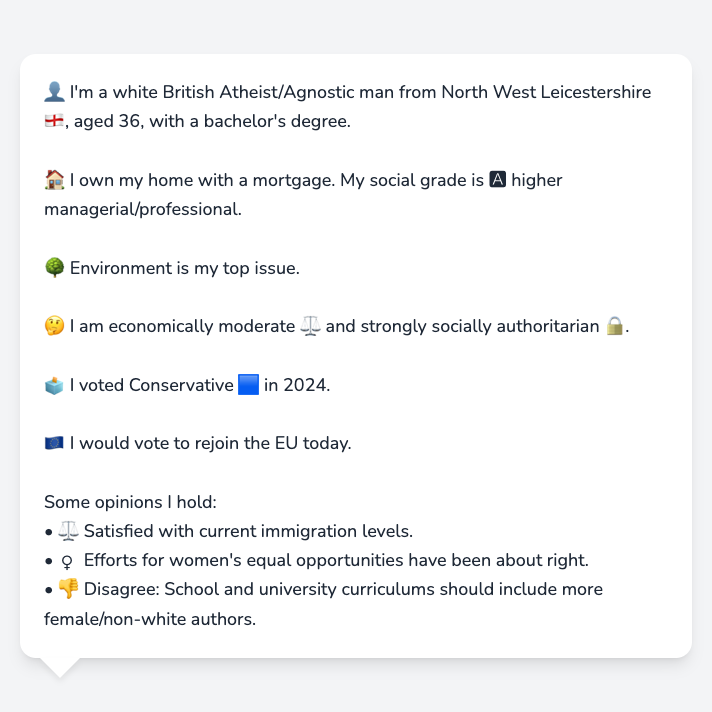 👤 I'm a white British Atheist/Agnostic man from North West Leicestershire
🏴󠁧󠁢󠁥󠁮󠁧󠁿, aged 36, with a bachelor's degree.
🏠 I own my home with a mortgage. My social grade is 🅰 higher
managerial/professional.
🌳 Environment is my top issue.
🤔 I am economically moderate ⚖️ and strongly socially authoritarian 🔒.
🗳️ I voted Conservative 🟦 in 2024.
🇪🇺 I would vote to rejoin the EU today.
Some opinions I hold:
• ⚖️ Satisfied with current immigration levels.
• ♀ Efforts for women's equal opportunities have been about right.
• 👎 Disagree: School and university curriculums should include more
female/non-white authors.